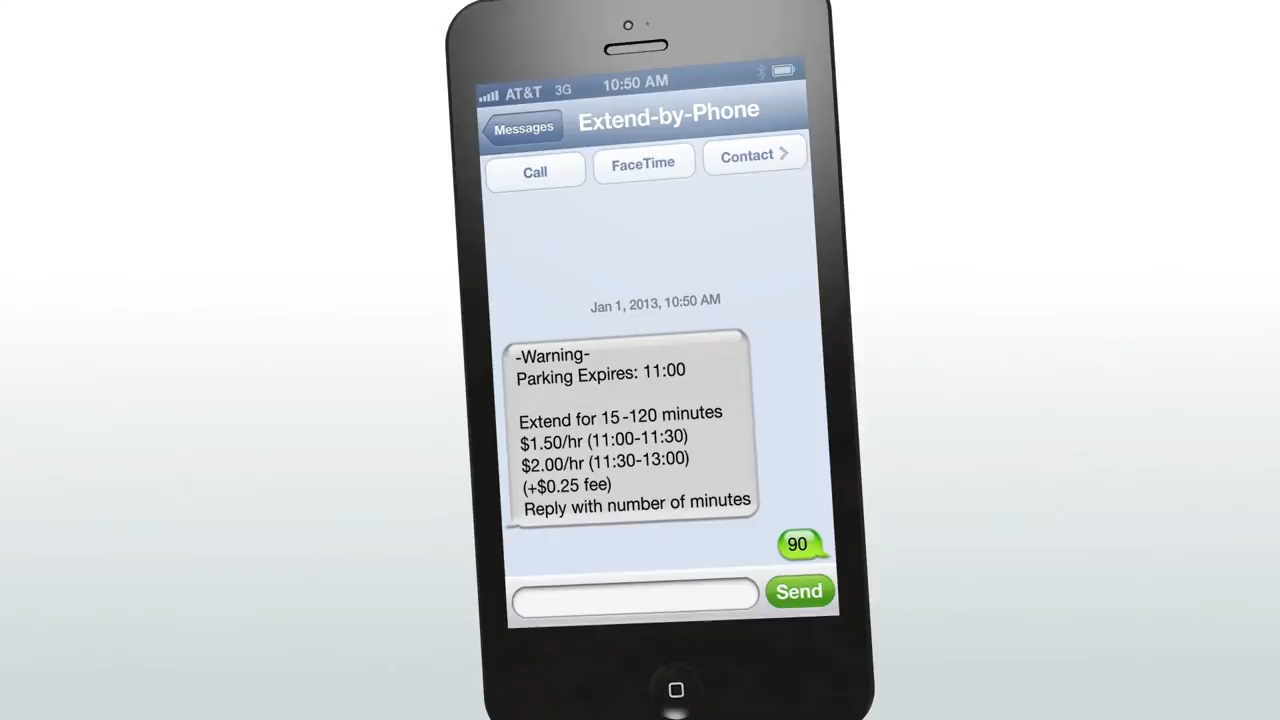 AT&T 3G 10:50 AM
Messages Extend-by-Phone
Call FaceTime Contact
Jan 1, 2013, 10:50 AM
-Warning-
Parking Expires: 11:00
Extend for 15-120 minutes
$1.50/hr (11:00-11:30)
$2.00/hr (11:30-13:00)
(+$0.25 fee)
Reply with number of minutes
90
Send